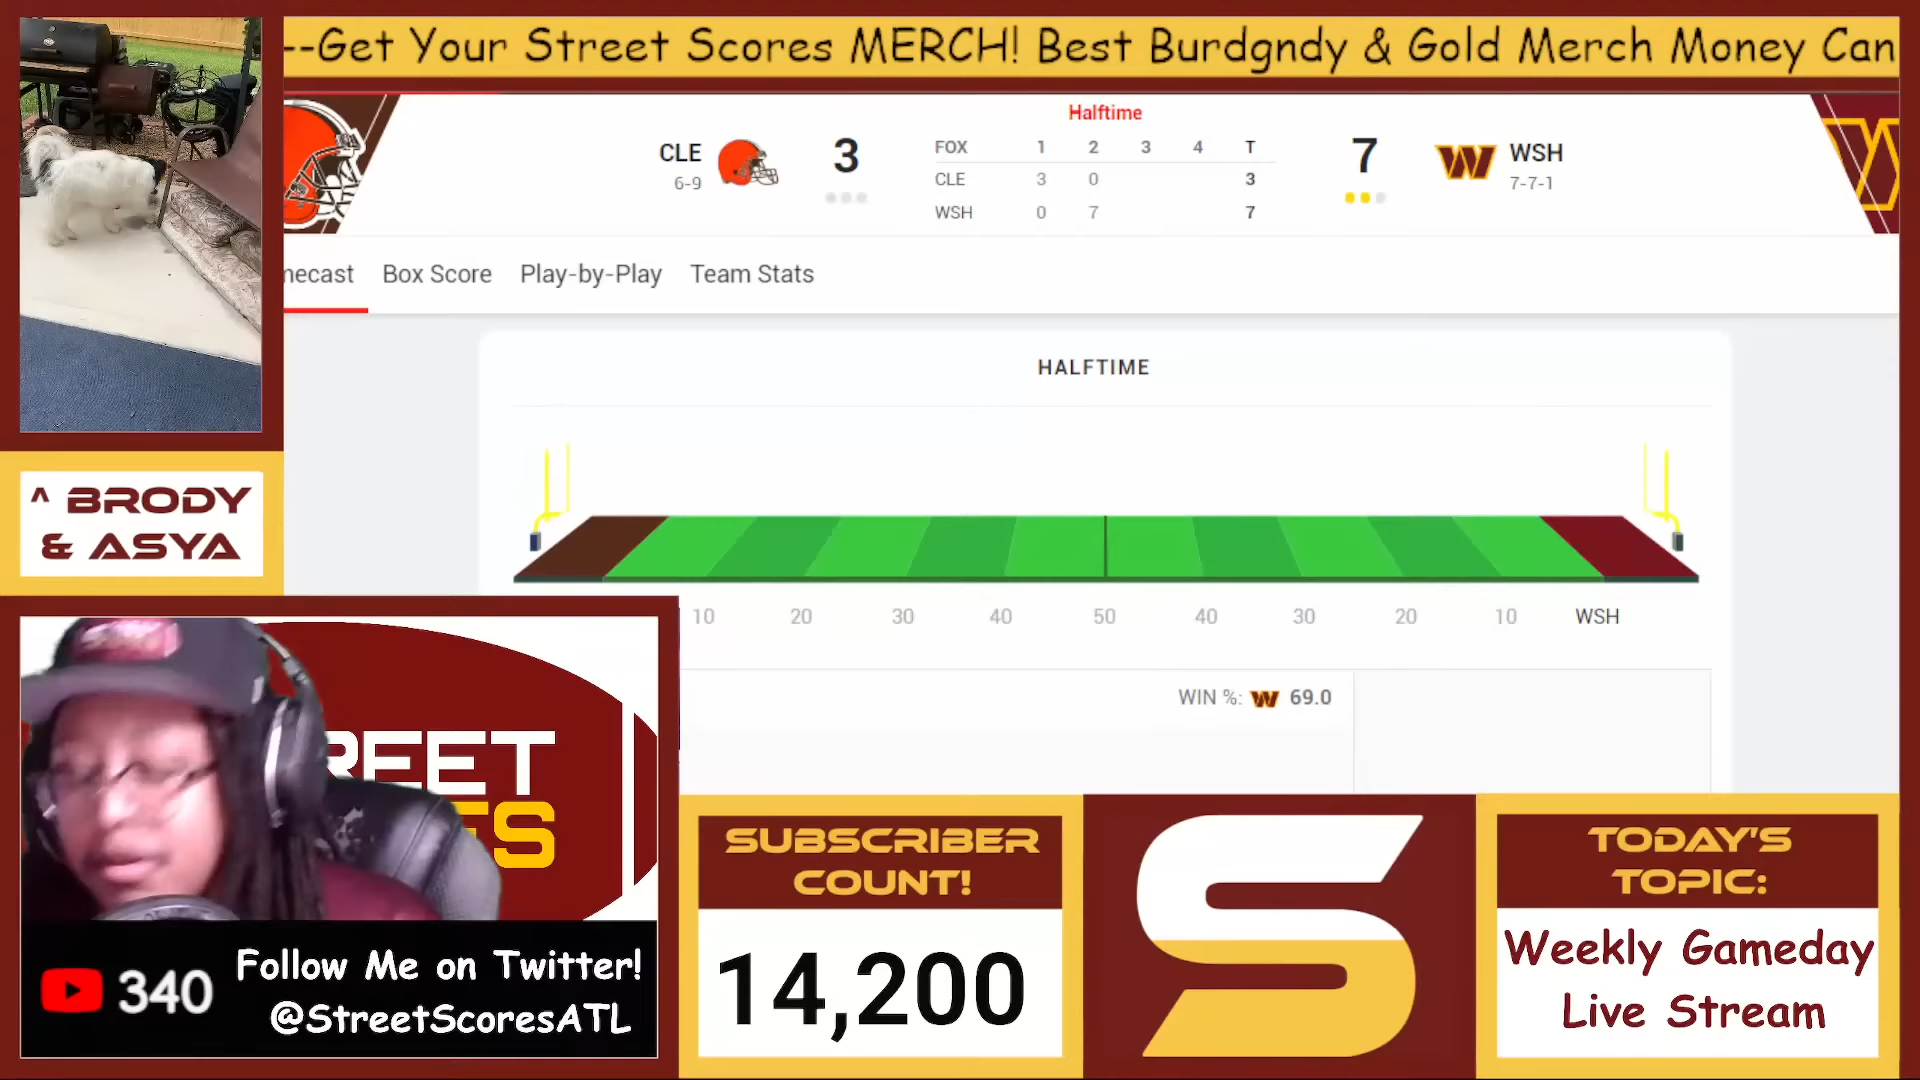 --Get Your Street Scores MERCH! Best Burdgndy & Gold Merch Money Can
Halftime
CLE
6-9
3
FOX 1 2 3 4 T
CLE 3 0 3
WSH 0 7 7
7
WSH
7-7-1
necast Box Score Play-by-Play Team Stats
HALFTIME
10 20 30 40 50 40 30 20 10 WSH
WIN %: W 69.0
^ BRODY
& ASYA
REET
ES
340
Follow Me on Twitter!
@StreetScoresATL
SUBSCRIBER
COUNT!
14,200
S
TODAY'S
TOPIC:
Weekly Gameday
Live Stream